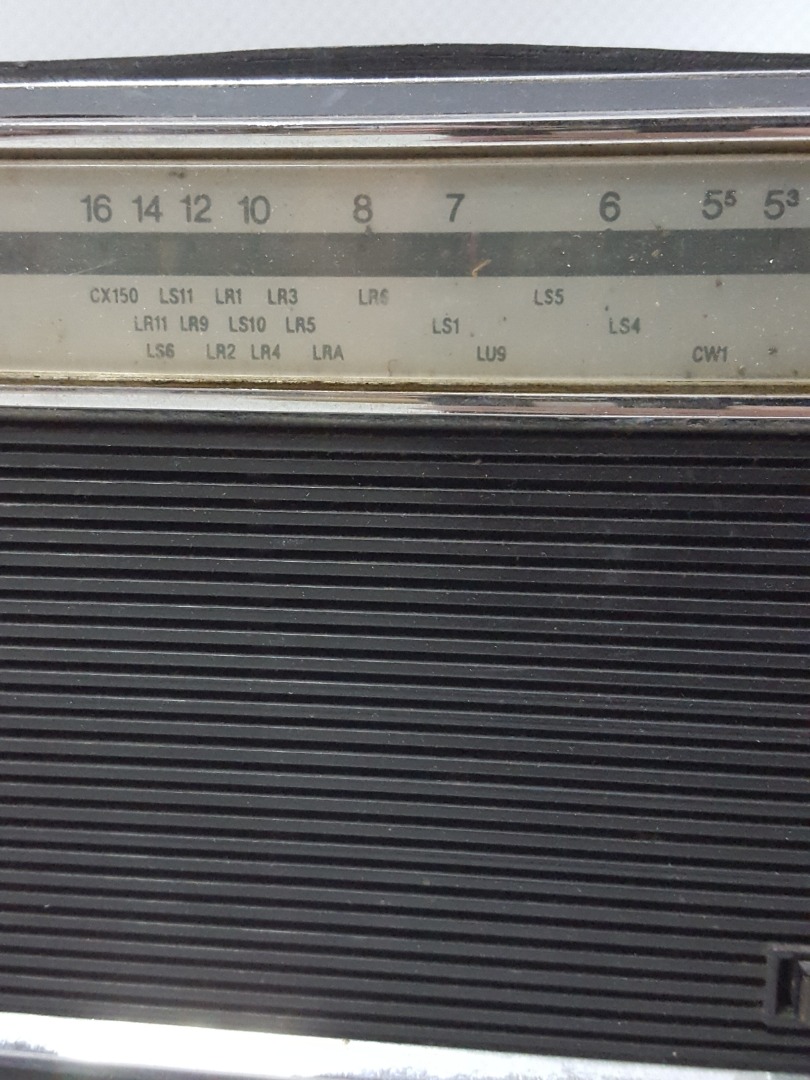 16 14 12 10 8 7 6 5⁵ 5³
CX150 LS11 LR1 LR3 LR6 LS5
LR11 LR9 LS10 LR5 LS1 LS4
LS6 LR2 LR4 LRA LU9 CW1